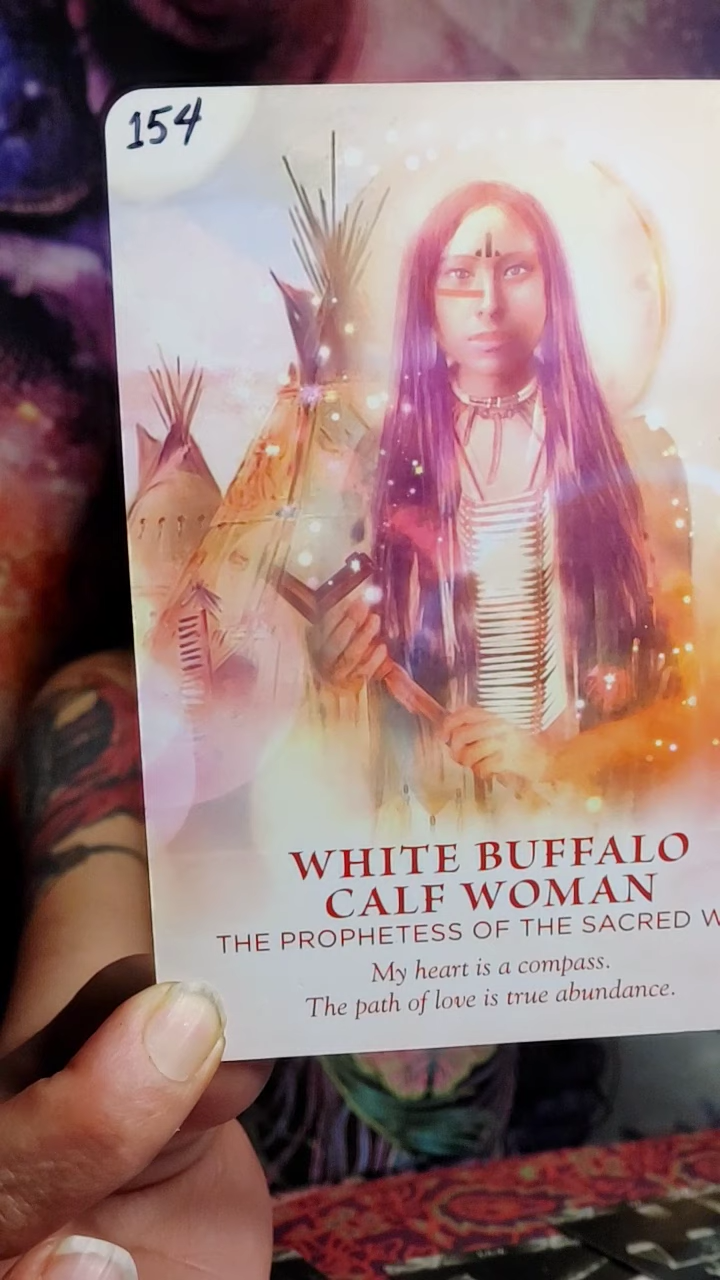 154
WHITE BUFFALO
CALF WOMAN
THE PROPHETESS OF THE SACRED W
My heart is a compass.
The path of love is true abundance.